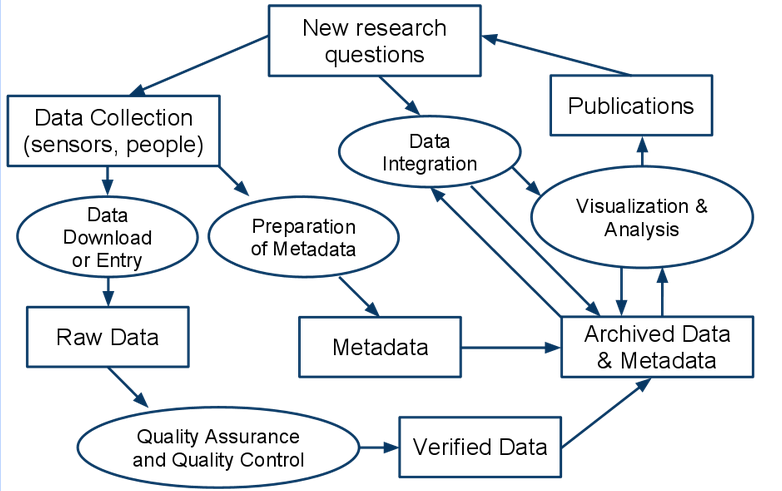 New research
questions
Publications
Data Collection
(sensors, people)
Data
Integration
Data
Download
or Entry
Preparation
of Metadata
Visualization &
Analysis
Raw Data
Metadata
Archived Data
& Metadata
Quality Assurance
and Quality Control
Verified Data